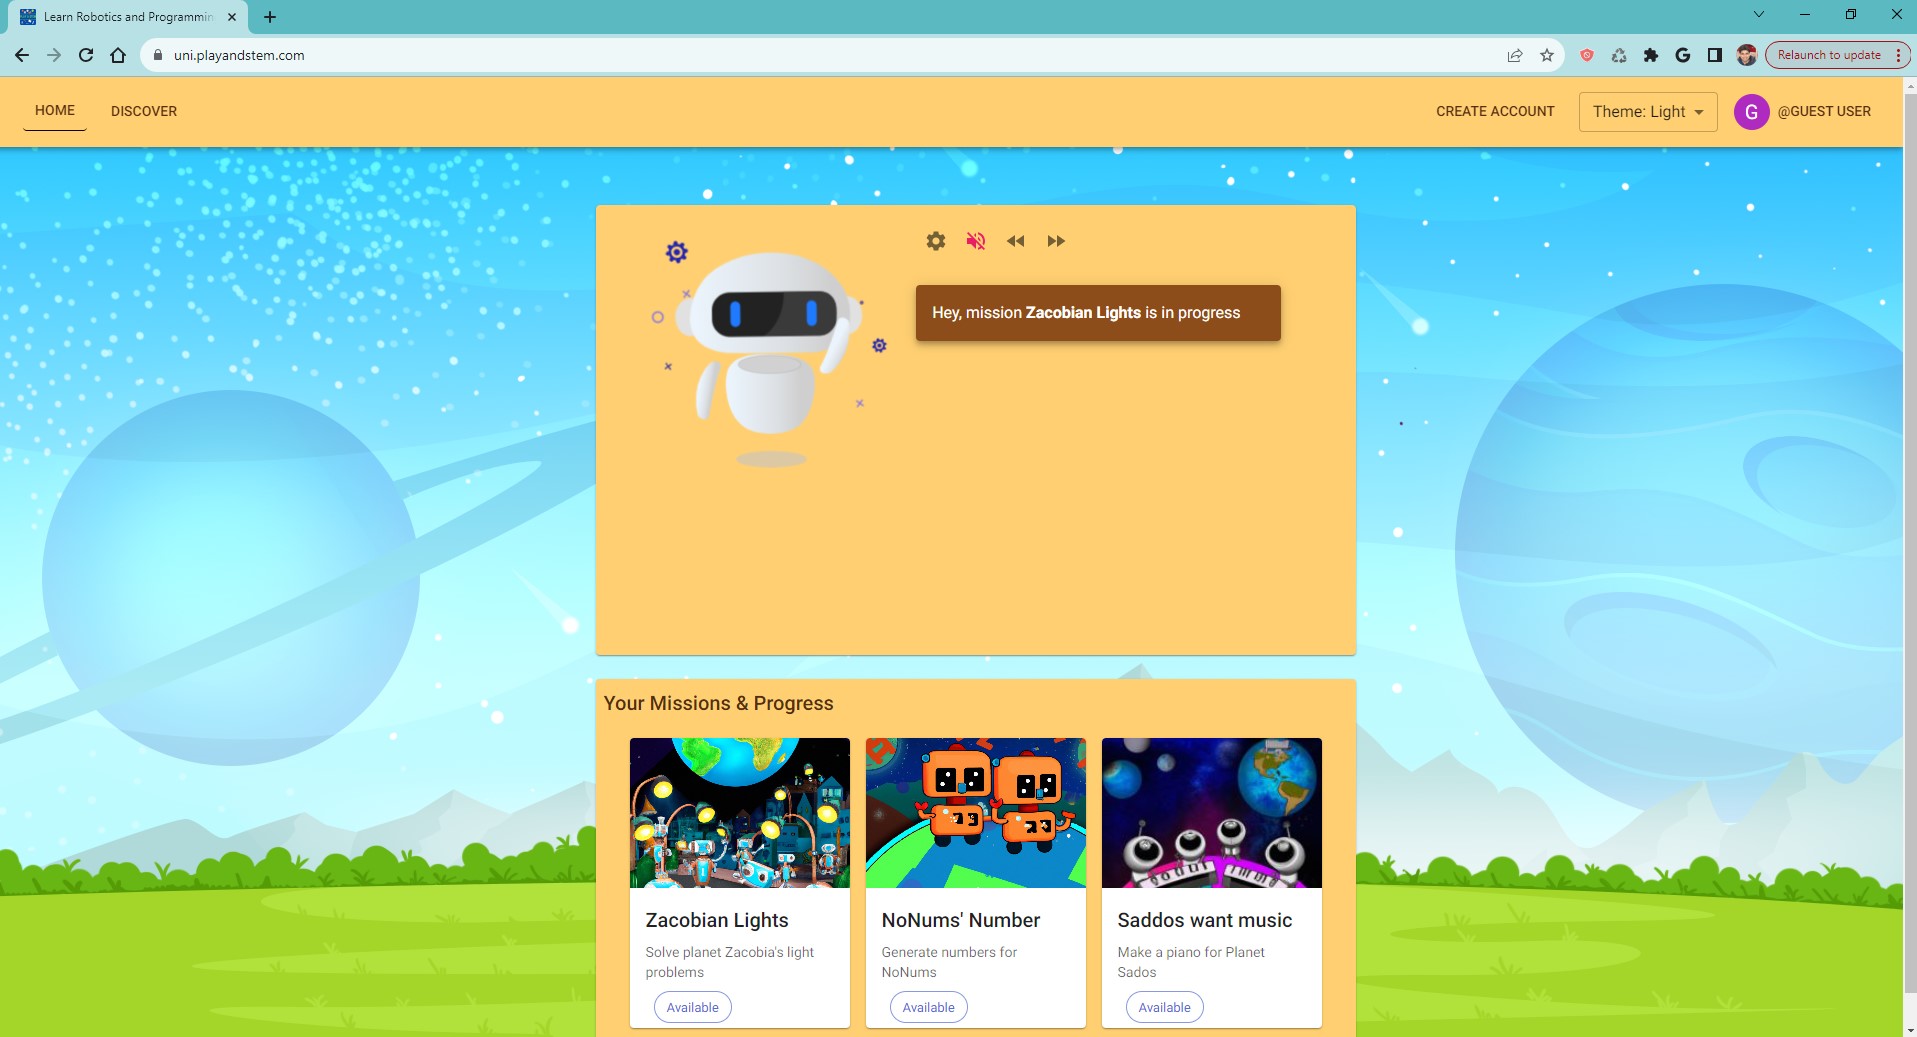 Learn Robotics and Programmin
uni.playandstem.com
Relaunch to update
HOME
DISCOVER
CREATE ACCOUNT
Theme: Light
G
@GUEST USER
Hey, mission Zacobian Lights is in progress
Your Missions & Progress
Zacobian Lights
Solve planet Zacobia's light
problems
Available
NoNums' Number
Generate numbers for
NoNums
Available
Saddos want music
Make a piano for Planet
Sados
Available